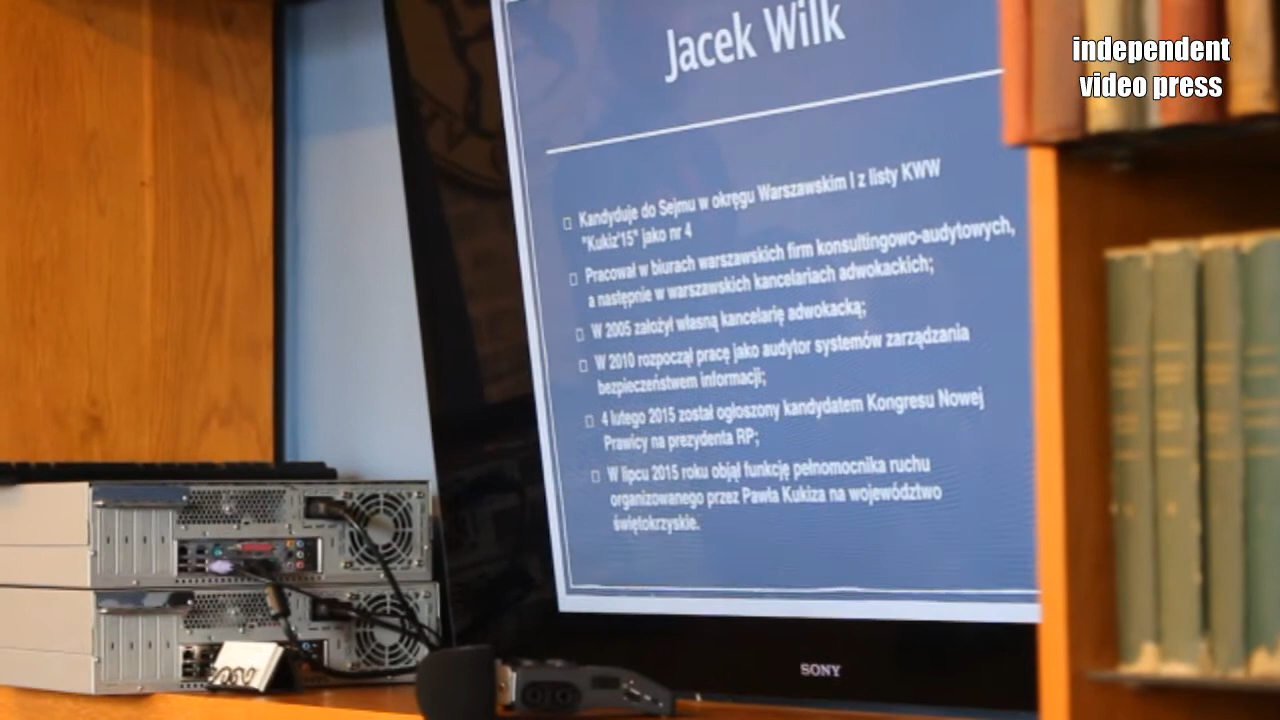 independent
video press
Jacek Wilk
Kandyduje do Sejmu w okręgu Warszawskim I z listy KWW
"Kukiz'15" jako nr 4
Pracował w biurach warszawskich firm konsultingowo-audytowych,
a następnie w warszawskich kancelariach adwokackich;
W 2005 założył własną kancelarię adwokacką;
W 2010 rozpoczął pracę jako audytor systemów zarządzania
bezpieczeństwem informacji;
4 lutego 2015 został ogłoszony kandydatem Kongresu Nowej
Prawicy na prezydenta RP;
W lipcu 2015 roku objął funkcję pełnomocnika ruchu
organizowanego przez Pawła Kukiza na województwo
świętokrzyskie.
SONY